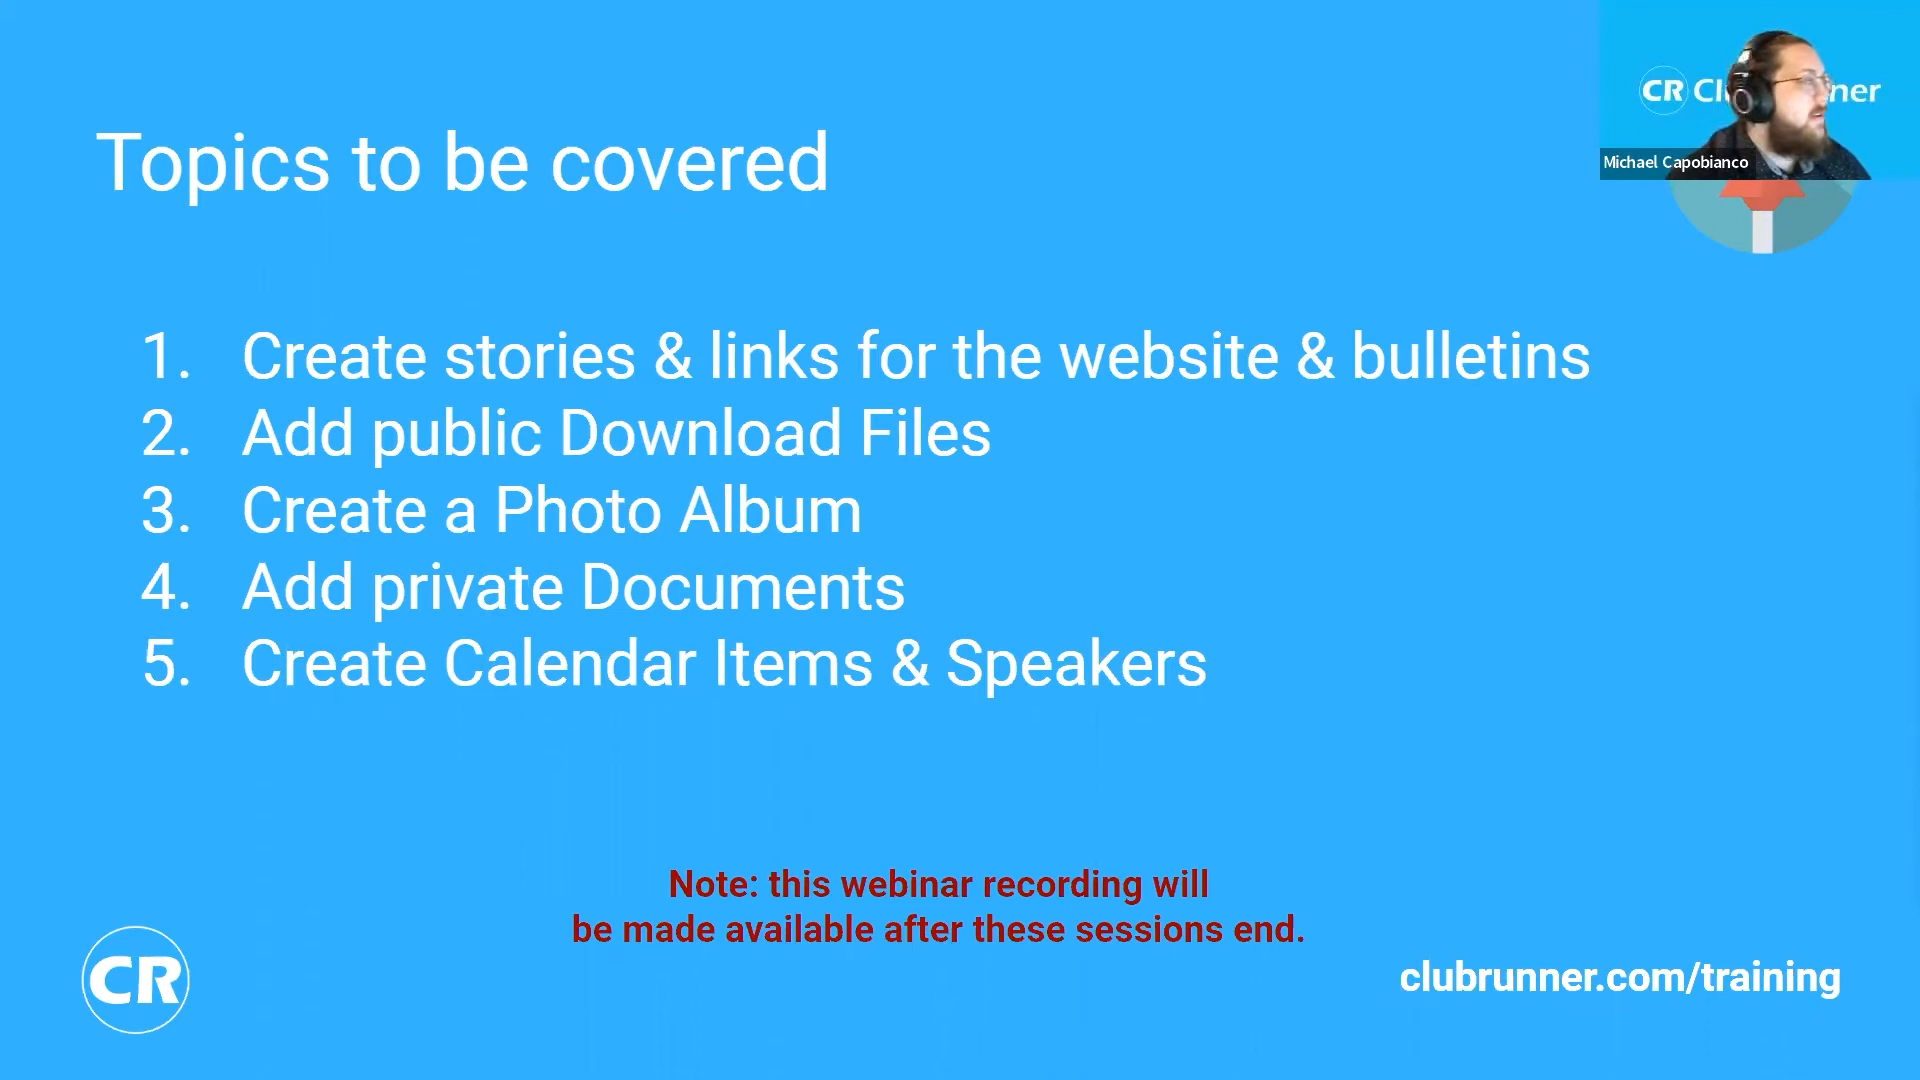 Topics to be covered
CR Cl ner
Michael Capobianco
1. Create stories & links for the website & bulletins
2. Add public Download Files
3. Create a Photo Album
4. Add private Documents
5. Create Calendar Items & Speakers
Note: this webinar recording will
be made available after these sessions end.
CR
clubrunner.com/training